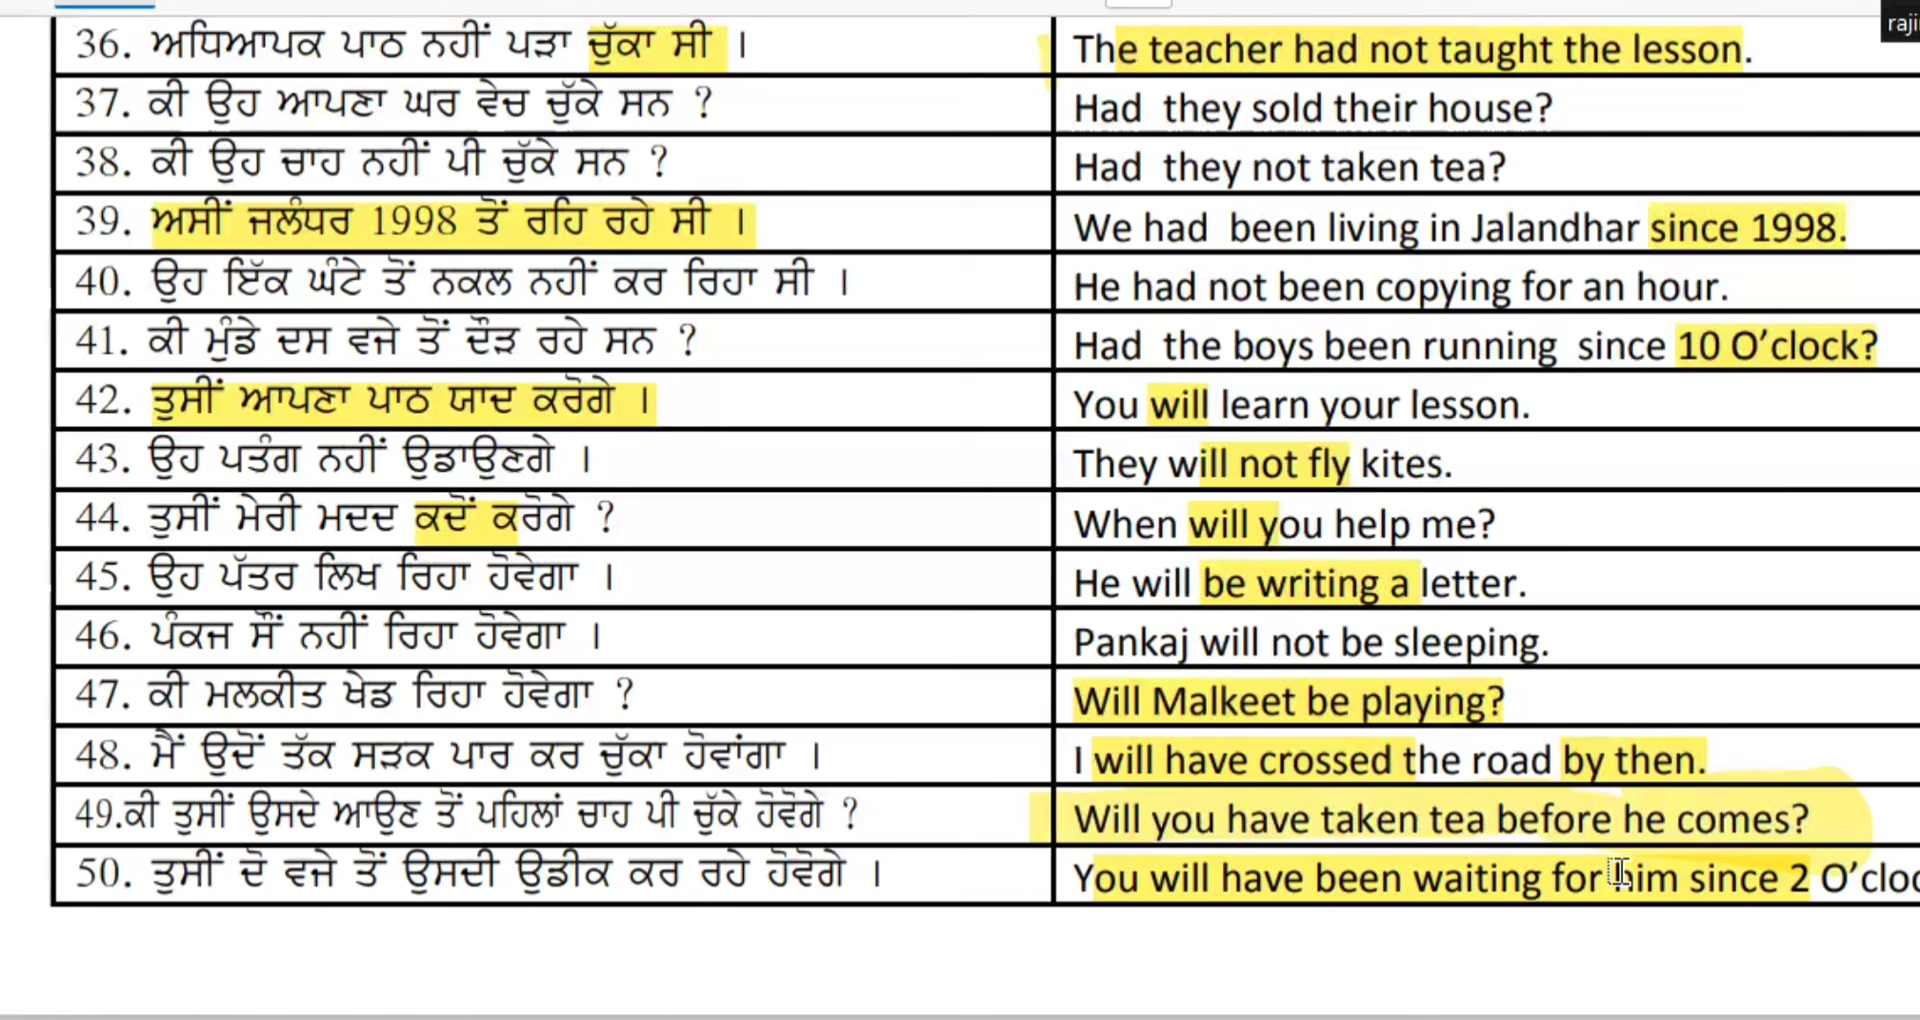 raji
36. ਅਧਿਆਪਕ ਪਾਠ ਨਹੀਂ ਪੜਾ ਚੁੱਕਾ ਸੀ । The teacher had not taught the lesson.
37. ਕੀ ਉਹ ਆਪਣਾ ਘਰ ਵੇਚ ਚੁੱਕੇ ਸਨ ? Had they sold their house?
38. ਕੀ ਉਹ ਚਾਹ ਨਹੀਂ ਪੀ ਚੁੱਕੇ ਸਨ ? Had they not taken tea?
39. ਅਸੀਂ ਜਲੰਧਰ 1998 ਤੋਂ ਰਹਿ ਰਹੇ ਸੀ । We had been living in Jalandhar since 1998.
40. ਉਹ ਇੱਕ ਘੰਟੇ ਤੋਂ ਨਕਲ ਨਹੀਂ ਕਰ ਰਿਹਾ ਸੀ । He had not been copying for an hour.
41. ਕੀ ਮੁੰਡੇ ਦਸ ਵਜੇ ਤੋਂ ਦੌੜ ਰਹੇ ਸਨ ? Had the boys been running since 10 O’clock?
42. ਤੁਸੀਂ ਆਪਣਾ ਪਾਠ ਯਾਦ ਕਰੋਗੇ । You will learn your lesson.
43. ਉਹ ਪਤੰਗ ਨਹੀਂ ਉਡਾਉਣਗੇ । They will not fly kites.
44. ਤੁਸੀਂ ਮੇਰੀ ਮਦਦ ਕਦੋਂ ਕਰੋਗੇ ? When will you help me?
45. ਉਹ ਪੱਤਰ ਲਿਖ ਰਿਹਾ ਹੋਵੇਗਾ । He will be writing a letter.
46. ਪੰਕਜ ਸੌਂ ਨਹੀਂ ਰਿਹਾ ਹੋਵੇਗਾ । Pankaj will not be sleeping.
47. ਕੀ ਮਲਕੀਤ ਖੇਡ ਰਿਹਾ ਹੋਵੇਗਾ ? Will Malkeet be playing?
48. ਮੈਂ ਉਦੋਂ ਤੱਕ ਸੜਕ ਪਾਰ ਕਰ ਚੁੱਕਾ ਹੋਵਾਂਗਾ । I will have crossed the road by then.
49.ਕੀ ਤੁਸੀਂ ਉਸਦੇ ਆਉਣ ਤੋਂ ਪਹਿਲਾਂ ਚਾਹ ਪੀ ਚੁੱਕੇ ਹੋਵੋਗੇ ? Will you have taken tea before he comes?
50. ਤੁਸੀਂ ਦੋ ਵਜੇ ਤੋਂ ਉਸਦੀ ਉਡੀਕ ਕਰ ਰਹੇ ਹੋਵੋਗੇ । You will have been waiting for him since 2 O’cloc